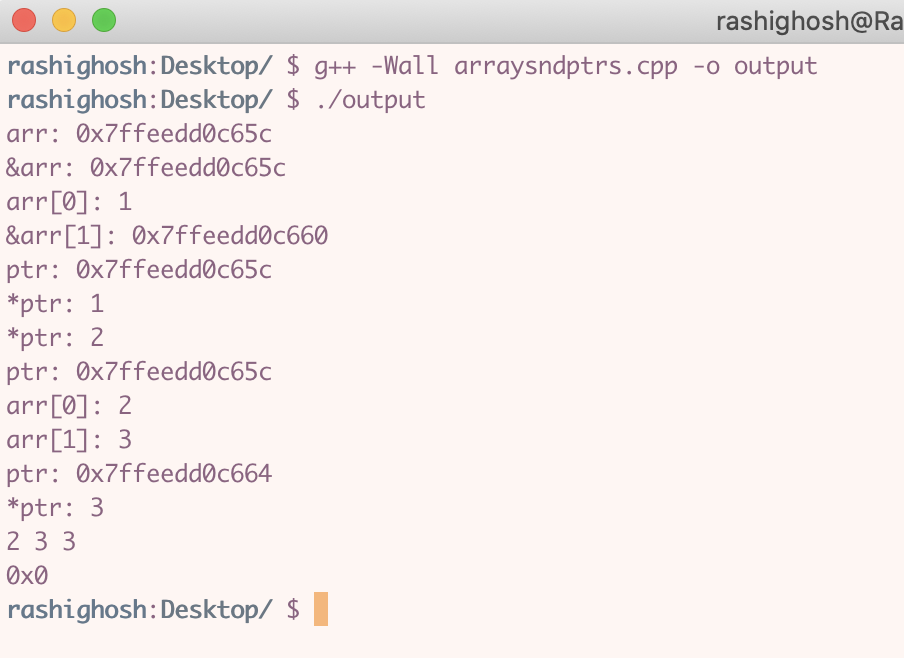 rashighosh@Ra
rashighosh:Desktop/ $ g++ -Wall arraysndptrs.cpp -o output
rashighosh:Desktop/ $ ./output
arr: 0x7ffeedd0c65c
&arr: 0x7ffeedd0c65c
arr[0]: 1
&arr[1]: 0x7ffeedd0c660
ptr: 0x7ffeedd0c65c
*ptr: 1
*ptr: 2
ptr: 0x7ffeedd0c65c
arr[0]: 2
arr[1]: 3
ptr: 0x7ffeedd0c664
*ptr: 3
2 3 3
0x0
rashighosh:Desktop/ $